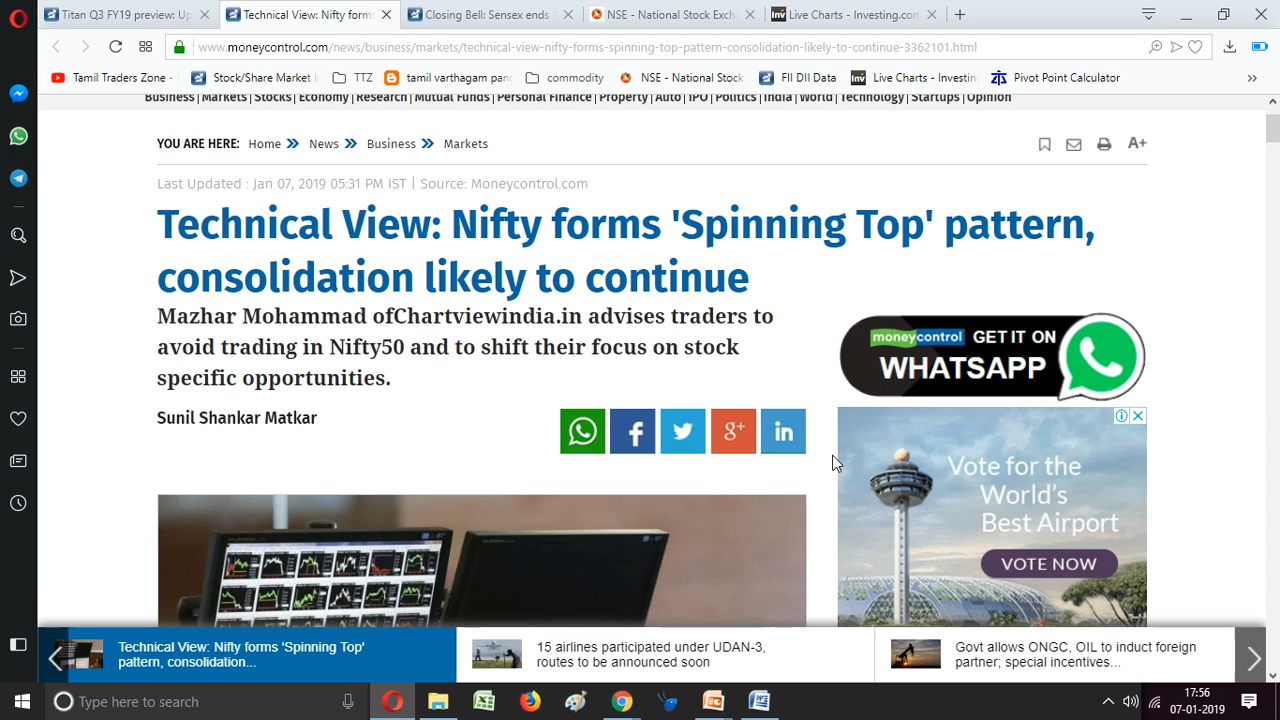 Titan Q3 FY19 preview: Up
Technical View: Nifty forms
Closing Bell: Sensex ends
NSE - National Stock Exch
Live Charts - Investing.com
www.moneycontrol.com/news/business/markets/technical-view-nifty-forms-spinning-top-pattern-consolidation-likely-to-continue-3362101.html
Tamil Traders Zone -
Stock/Share Market
TTZ
tamil varthagam
commodity
NSE - National Stock
FII DII Data
Live Charts - Investin
Pivot Point Calculator
Business | Markets | Stocks | Economy | Research | Mutual Funds | Personal Finance | Property | Auto | IPO | Politics | India | World | Technology | Startups | Opinion
YOU ARE HERE: Home News Business Markets
A+
Last Updated : Jan 07, 2019 05:31 PM IST | Source: Moneycontrol.com
Technical View: Nifty forms 'Spinning Top' pattern,
consolidation likely to continue
Mazhar Mohammad ofChartviewindia.in advises traders to
avoid trading in Nifty50 and to shift their focus on stock
specific opportunities.
moneycontrol GET IT ON
WHATSAPP
Sunil Shankar Matkar
f
g+
in
Vote for the
World's
Best Airport
VOTE NOW
Technical View: Nifty forms 'Spinning Top'
pattern, consolidation...
15 airlines participated under UDAN-3,
routes to be announced soon
Govt allows ONGC, OIL to induct foreign
partner; special incentives...
Type here to search
17:56
07-01-2019